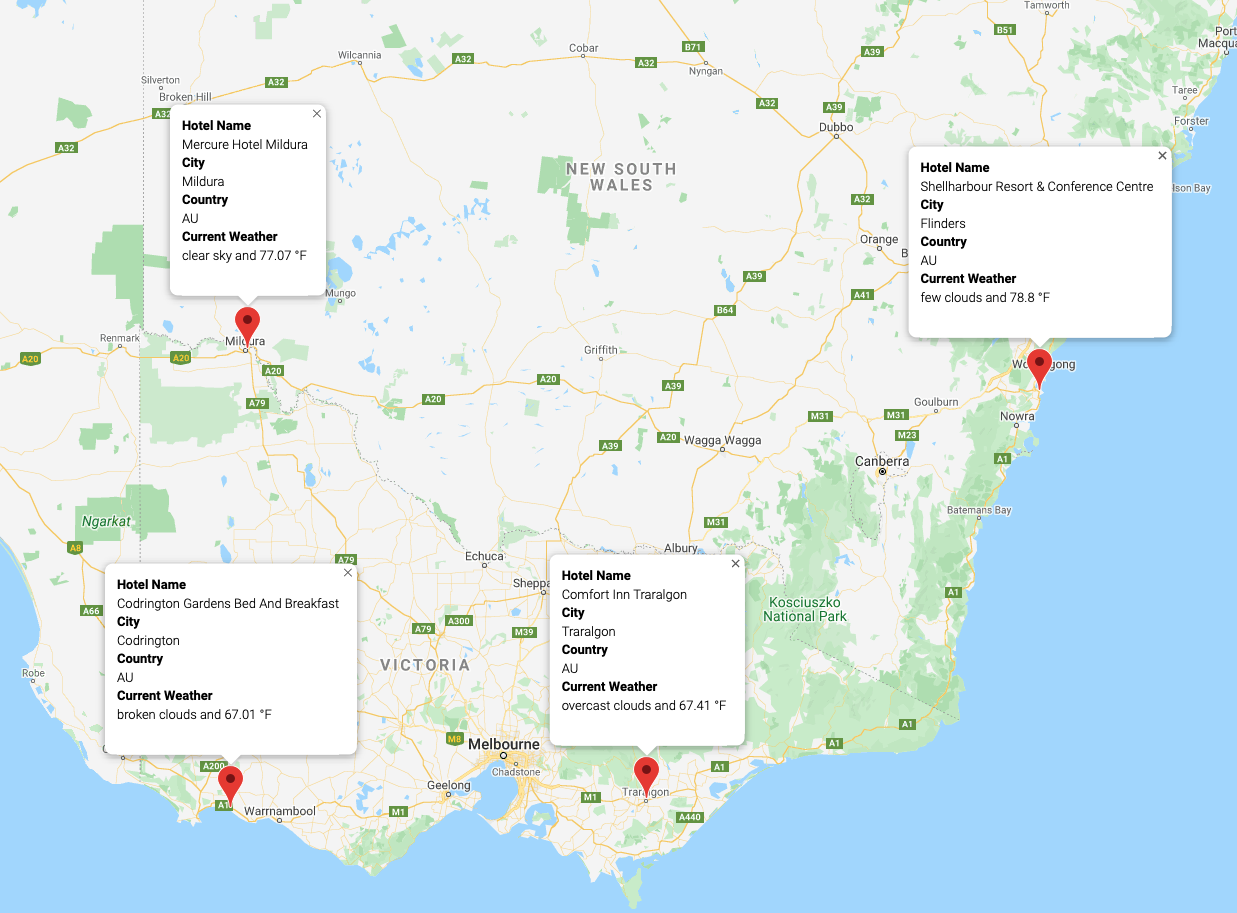 Tamworth
B51
Port
Macqua
B71
A39
Cobar
Wilcannia
A32
A32
Nyngan
Silverton
A32
Broken Hill
Taree
A32
A32
A39
Forster
Dubbo
A32
Hotel Name
Mercure Hotel Mildura
City
Mildura
Country
AU
Current Weather
clear sky and 77.07 °F
NEW SOUTH
WALES
Hotel Name
Shellharbour Resort & Conference Centre
City
Flinders
Country
AU
Current Weather
few clouds and 78.8 °F
lson Bay
A32
Orange
B
A39
Mungo
A41
B64
Renmark
Mildura
A20
A20
Griffith
A20
A20
A39
A20
A79
Goulburn
Nowra
M31
M31
M23
A39
A20
Wagga Wagga
Canberra
A1
Batemans Bay
Ngarkat
M31
A8
Echuca
Albury
A79
Shepp
Hotel Name
Codrington Gardens Bed And Breakfast
City
Codrington
Country
AU
Current Weather
broken clouds and 67.01 °F
Hotel Name
Comfort Inn Traralgon
City
Traralgon
Country
AU
Current Weather
overcast clouds and 67.41 °F
Kosciuszko
National Park
A1
A66
A300
A79
M39
VICTORIA
Robe
A1
A1
M8
Melbourne
Chadstone
A200
A1
Geelong
M1
A1
Warrnambool
M1
A440